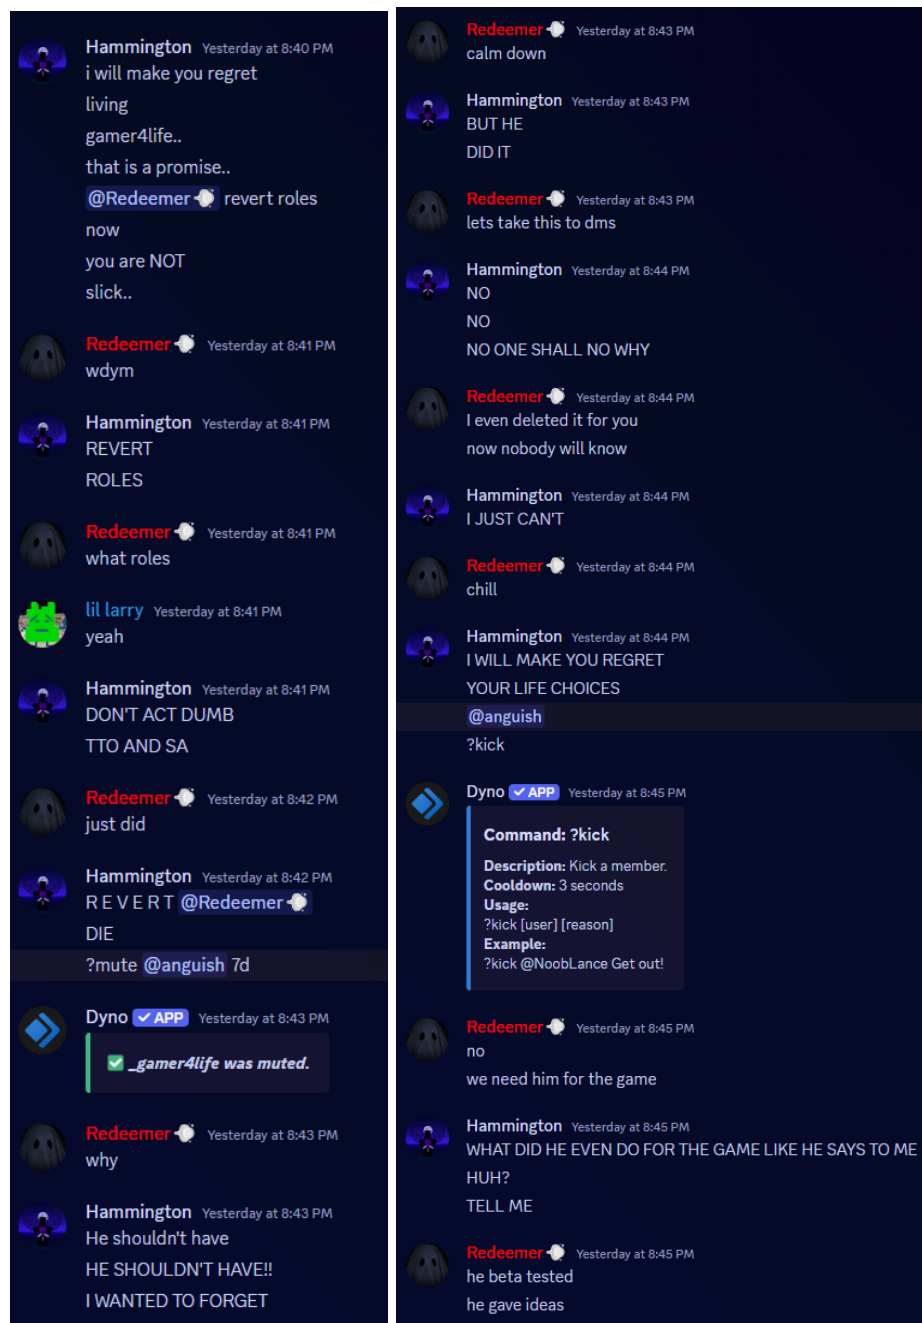 Hammington Yesterday at 8:40 PM
i will make you regret
living
gamer4life..
that is a promise..
@Redeemer revert roles
now
you are NOT
slick..
Redeemer Yesterday at 8:41 PM
wdym
Hammington Yesterday at 8:41 PM
REVERT
ROLES
Redeemer Yesterday at 8:41 PM
what roles
lil larry Yesterday at 8:41 PM
yeah
Hammington Yesterday at 8:41 PM
DON'T ACT DUMB
TTO AND SA
Redeemer Yesterday at 8:42 PM
just did
Hammington Yesterday at 8:42 PM
R E V E R T @Redeemer
DIE
?mute @anguish 7d
Dyno ✓ APP Yesterday at 8:43 PM
✅ _gamer4life was muted.
Redeemer Yesterday at 8:43 PM
why
Hammington Yesterday at 8:43 PM
He shouldn't have
HE SHOULDN'T HAVE!!
I WANTED TO FORGET
Redeemer Yesterday at 8:43 PM
calm down
Hammington Yesterday at 8:43 PM
BUT HE
DID IT
Redeemer Yesterday at 8:43 PM
lets take this to dms
Hammington Yesterday at 8:44 PM
NO
NO
NO ONE SHALL NO WHY
Redeemer Yesterday at 8:44 PM
I even deleted it for you
now nobody will know
Hammington Yesterday at 8:44 PM
I JUST CAN'T
Redeemer Yesterday at 8:44 PM
chill
Hammington Yesterday at 8:44 PM
I WILL MAKE YOU REGRET
YOUR LIFE CHOICES
@anguish
?kick
Dyno ✓ APP Yesterday at 8:45 PM
Command: ?kick
Description: Kick a member.
Cooldown: 3 seconds
Usage:
?kick [user] [reason]
Example:
?kick @NoobLance Get out!
Redeemer Yesterday at 8:45 PM
no
we need him for the game
Hammington Yesterday at 8:45 PM
WHAT DID HE EVEN DO FOR THE GAME LIKE HE SAYS TO ME
HUH?
TELL ME
Redeemer Yesterday at 8:45 PM
he beta tested
he gave ideas